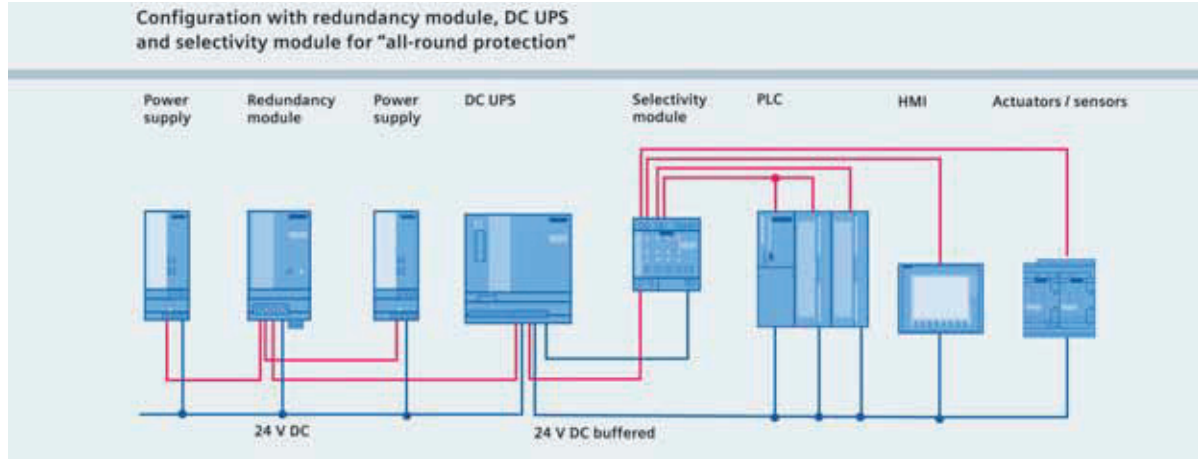 Configuration with redundancy module, DC UPS
and selectivity module for "all-round protection"
Power
supply
Redundancy
module
Power
supply
DC UPS
Selectivity
module
PLC
HMI
Actuators / sensors
24 V DC
24 V DC buffered